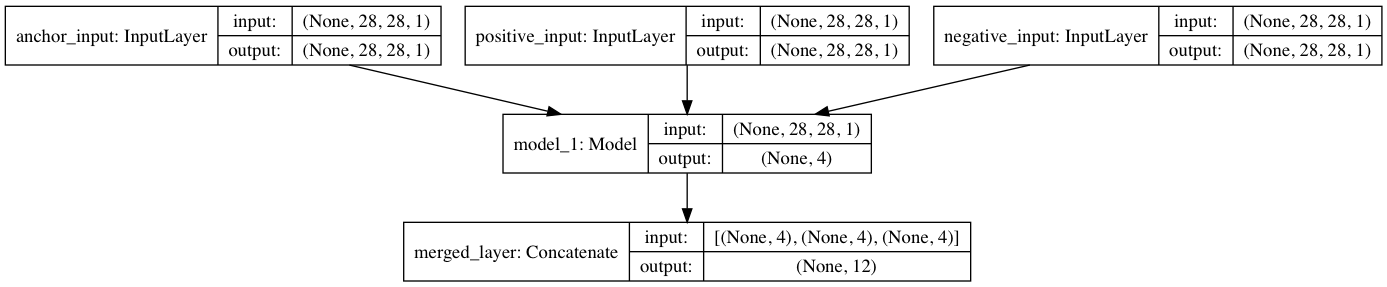 anchor_input: InputLayer
input: (None, 28, 28, 1)
output: (None, 28, 28, 1)
positive_input: InputLayer
input: (None, 28, 28, 1)
output: (None, 28, 28, 1)
negative_input: InputLayer
input: (None, 28, 28, 1)
output: (None, 28, 28, 1)
model_1: Model
input: (None, 28, 28, 1)
output: (None, 4)
merged_layer: Concatenate
input: [(None, 4), (None, 4), (None, 4)]
output: (None, 12)